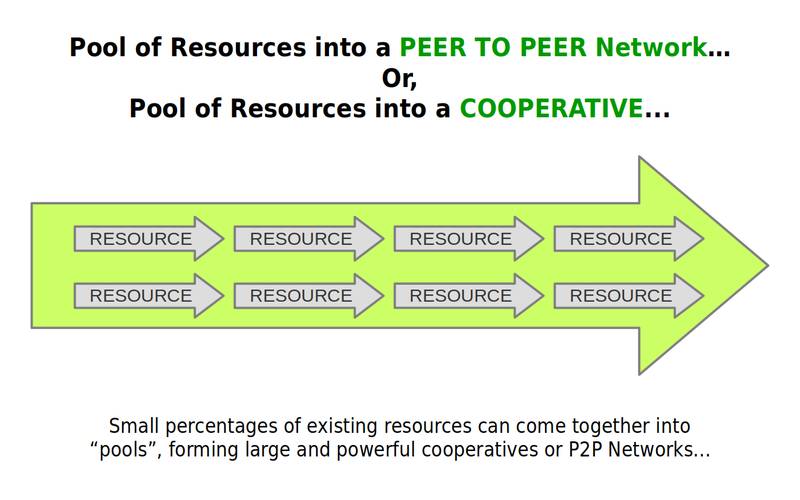 Pool of Resources into a PEER TO PEER Network...
Or,
Pool of Resources into a COOPERATIVE...
RESOURCE RESOURCE RESOURCE RESOURCE
RESOURCE RESOURCE RESOURCE RESOURCE
Small percentages of existing resources can come together into
“pools”, forming large and powerful cooperatives or P2P Networks...